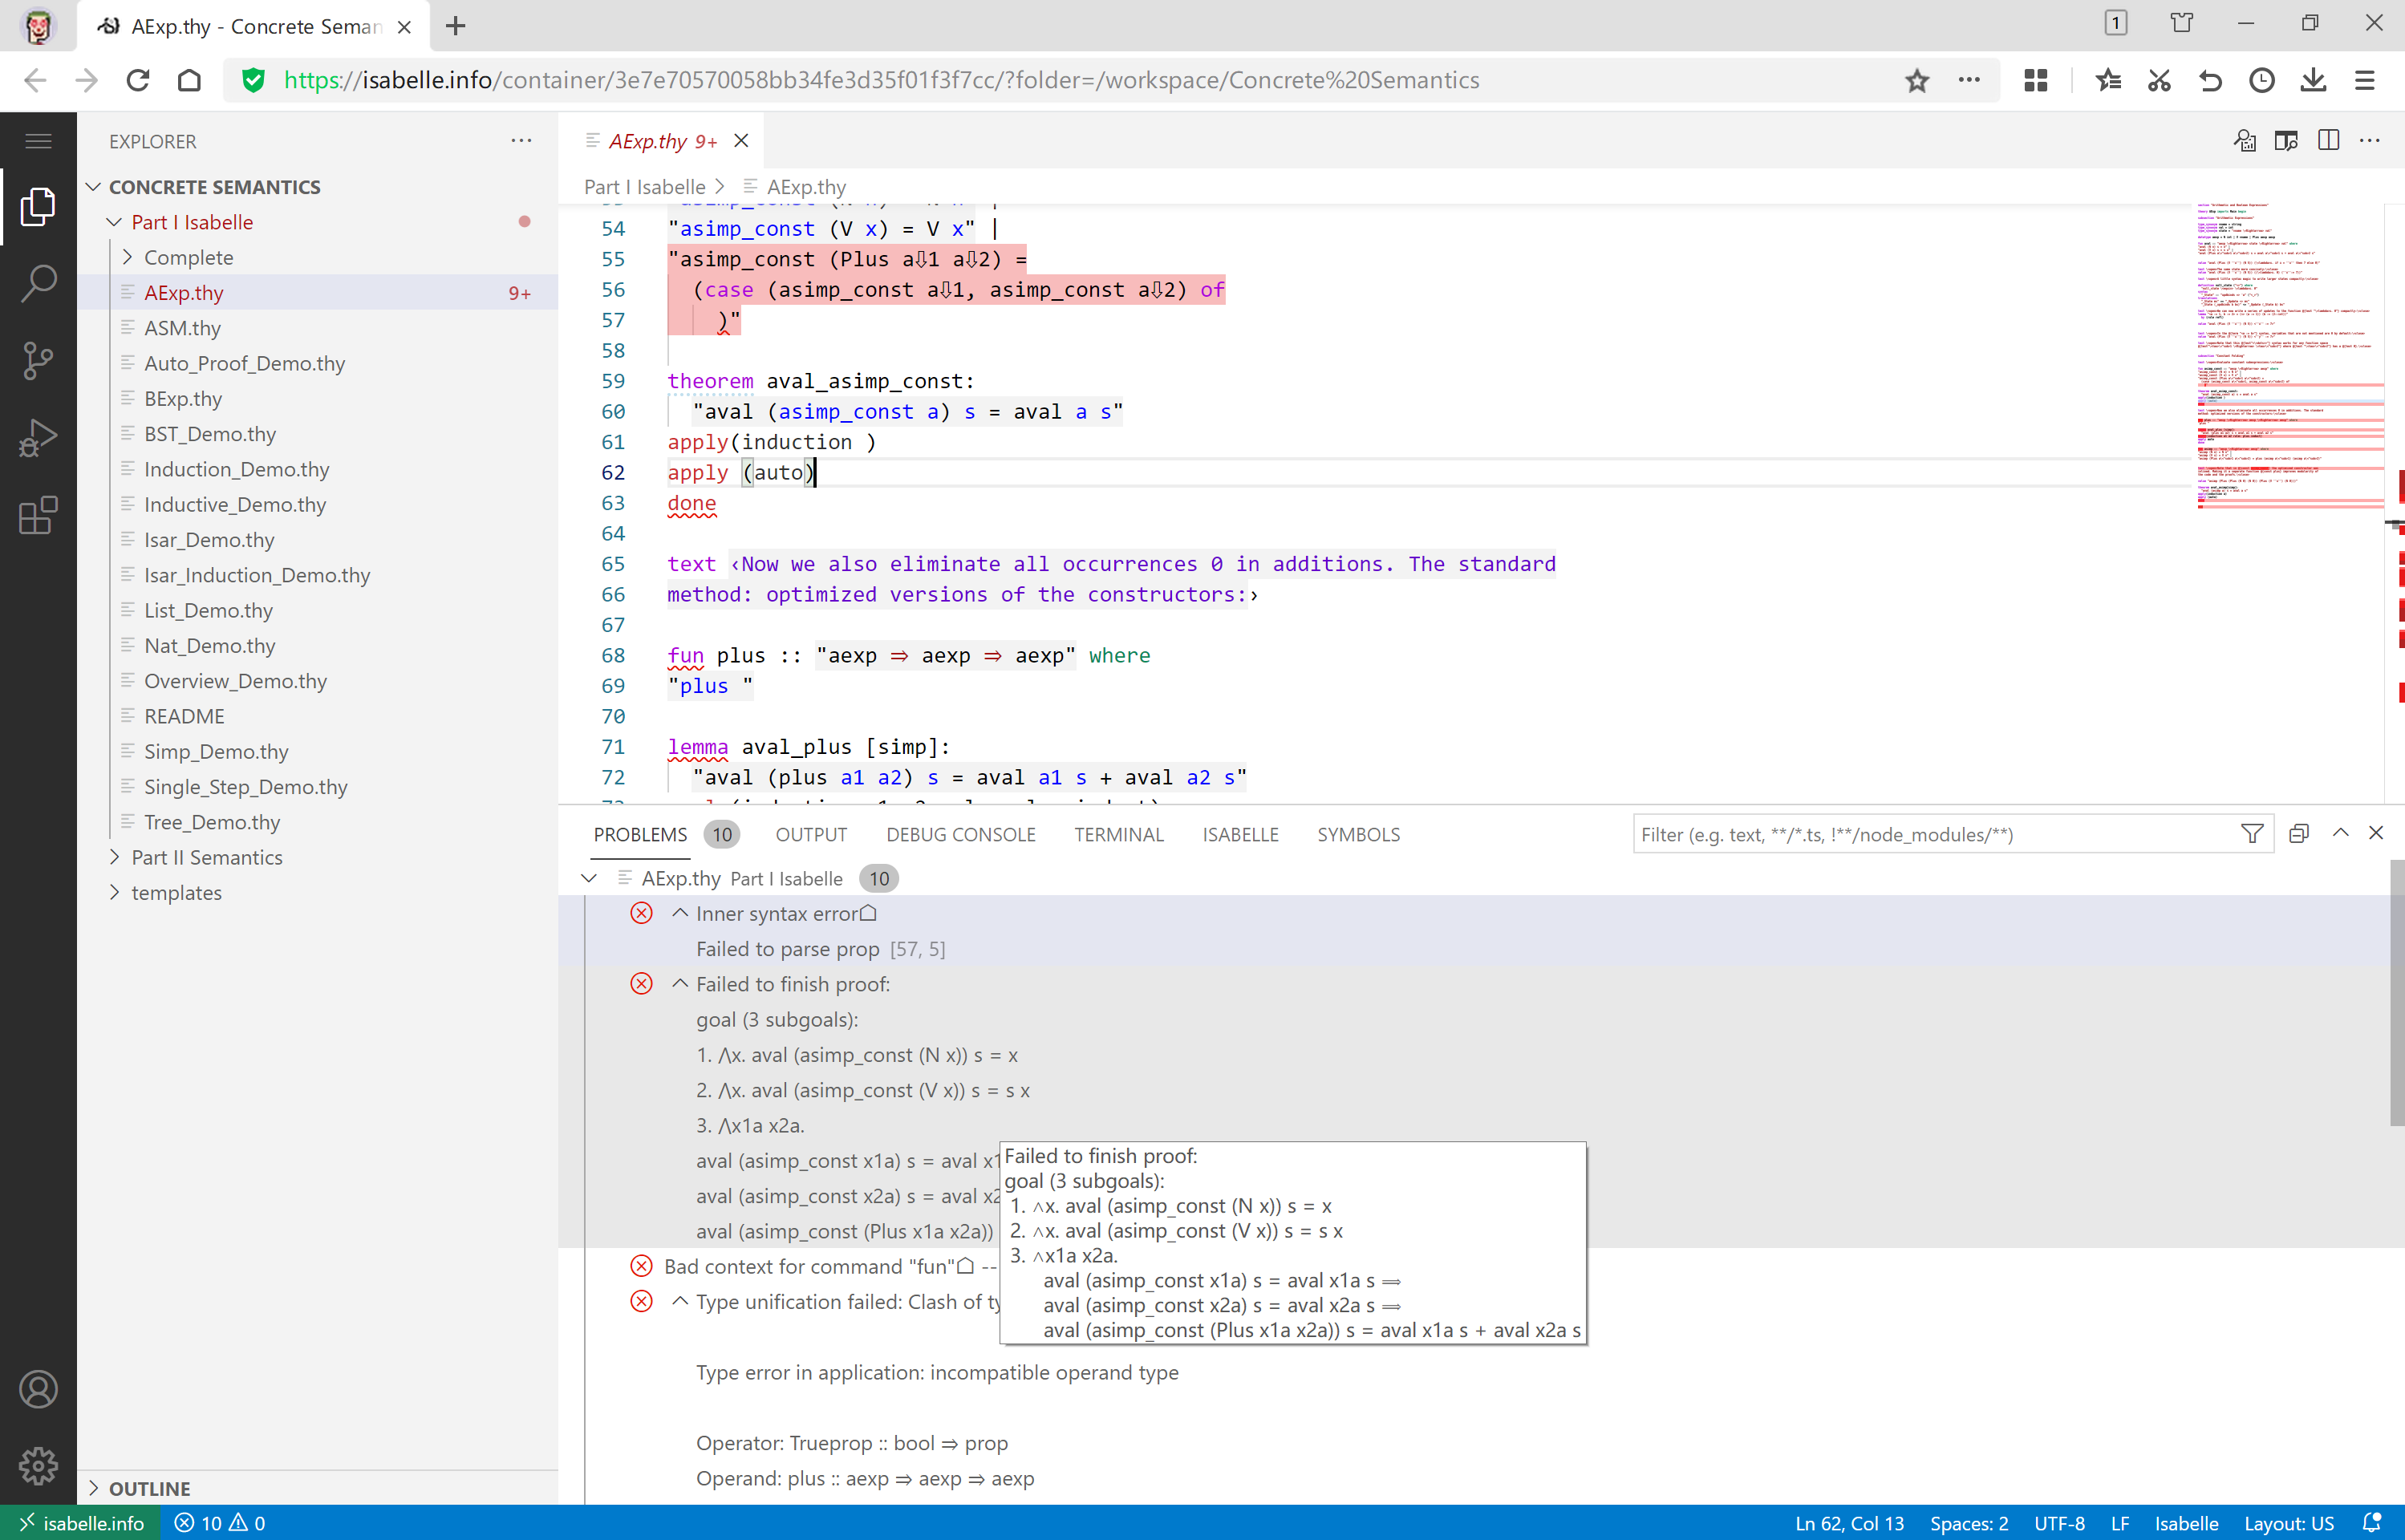 AExp.thy - Concrete Seman
1
https://isabelle.info/container/3e7e70570058bb34fe3d35f01f3f7cc/?folder=/workspace/Concrete%20Semantics
EXPLORER
CONCRETE SEMANTICS
Part I Isabelle
Complete
AExp.thy 9+
ASM.thy
Auto_Proof_Demo.thy
BExp.thy
BST_Demo.thy
Induction_Demo.thy
Inductive_Demo.thy
Isar_Demo.thy
Isar_Induction_Demo.thy
List_Demo.thy
Nat_Demo.thy
Overview_Demo.thy
README
Simp_Demo.thy
Single_Step_Demo.thy
Tree_Demo.thy
Part II Semantics
templates
OUTLINE
AExp.thy 9+
Part I Isabelle > AExp.thy
54 "asimp_const (V x) = V x" |
55 "asimp_const (Plus a⇩1 a⇩2) =
56 (case (asimp_const a⇩1, asimp_const a⇩2) of
57 )"
58
59 theorem aval_asimp_const:
60 "aval (asimp_const a) s = aval a s"
61 apply(induction )
62 apply (auto)
63 done
64
65 text ‹Now we also eliminate all occurrences 0 in additions. The standard
66 method: optimized versions of the constructors:›
67
68 fun plus :: "aexp ⇒ aexp ⇒ aexp" where
69 "plus "
70
71 lemma aval_plus [simp]:
72 "aval (plus a1 a2) s = aval a1 s + aval a2 s"
PROBLEMS 10 OUTPUT DEBUG CONSOLE TERMINAL ISABELLE SYMBOLS
Filter (e.g. text, **/*.ts, !**/node_modules/**)
AExp.thy Part I Isabelle 10
Inner syntax error⌂
Failed to parse prop [57, 5]
Failed to finish proof:
goal (3 subgoals):
1. ⋀x. aval (asimp_const (N x)) s = x
2. ⋀x. aval (asimp_const (V x)) s = s x
3. ⋀x1a x2a.
aval (asimp_const x1a) s = aval x1
aval (asimp_const x2a) s = aval x2
aval (asimp_const (Plus x1a x2a))
Bad context for command "fun"⌂ --
Type unification failed: Clash of ty
Type error in application: incompatible operand type
Operator: Trueprop :: bool ⇒ prop
Operand: plus :: aexp ⇒ aexp ⇒ aexp
Failed to finish proof:
goal (3 subgoals):
1. ⋀x. aval (asimp_const (N x)) s = x
2. ⋀x. aval (asimp_const (V x)) s = s x
3. ⋀x1a x2a.
aval (asimp_const x1a) s = aval x1a s ⟹
aval (asimp_const x2a) s = aval x2a s ⟹
aval (asimp_const (Plus x1a x2a)) s = aval x1a s + aval x2a s
isabelle.info 10 0
Ln 62, Col 13 Spaces: 2 UTF-8 LF Isabelle Layout: US